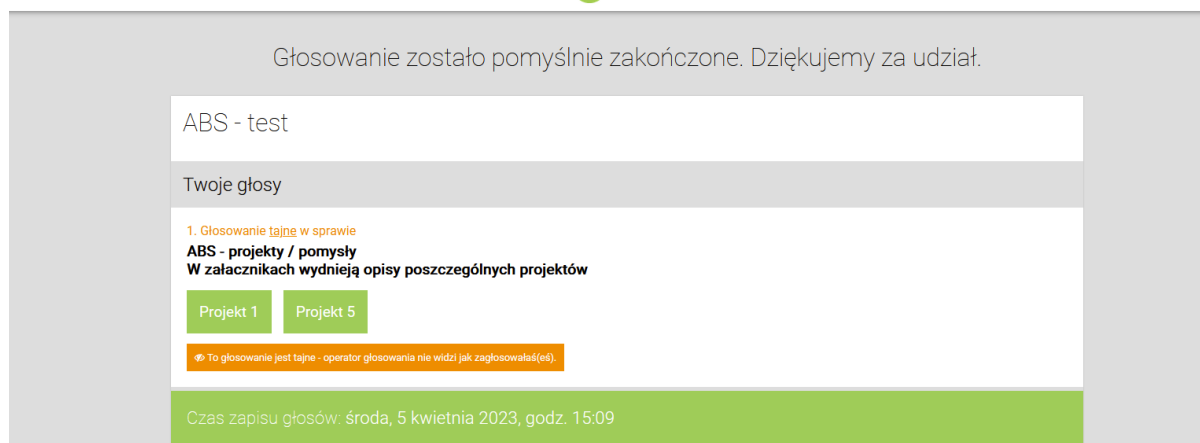 Głosowanie zostało pomyślnie zakończone. Dziękujemy za udział.
ABS - test
Twoje głosy
1. Głosowanie tajne w sprawie
ABS - projekty / pomysły
W załacznikach wydnieją opisy poszczególnych projektów
Projekt 1 Projekt 5
To głosowanie jest tajne - operator głosowania nie widzi jak zagłosowałaś(eś).
Czas zapisu głosów: środa, 5 kwietnia 2023, godz. 15:09